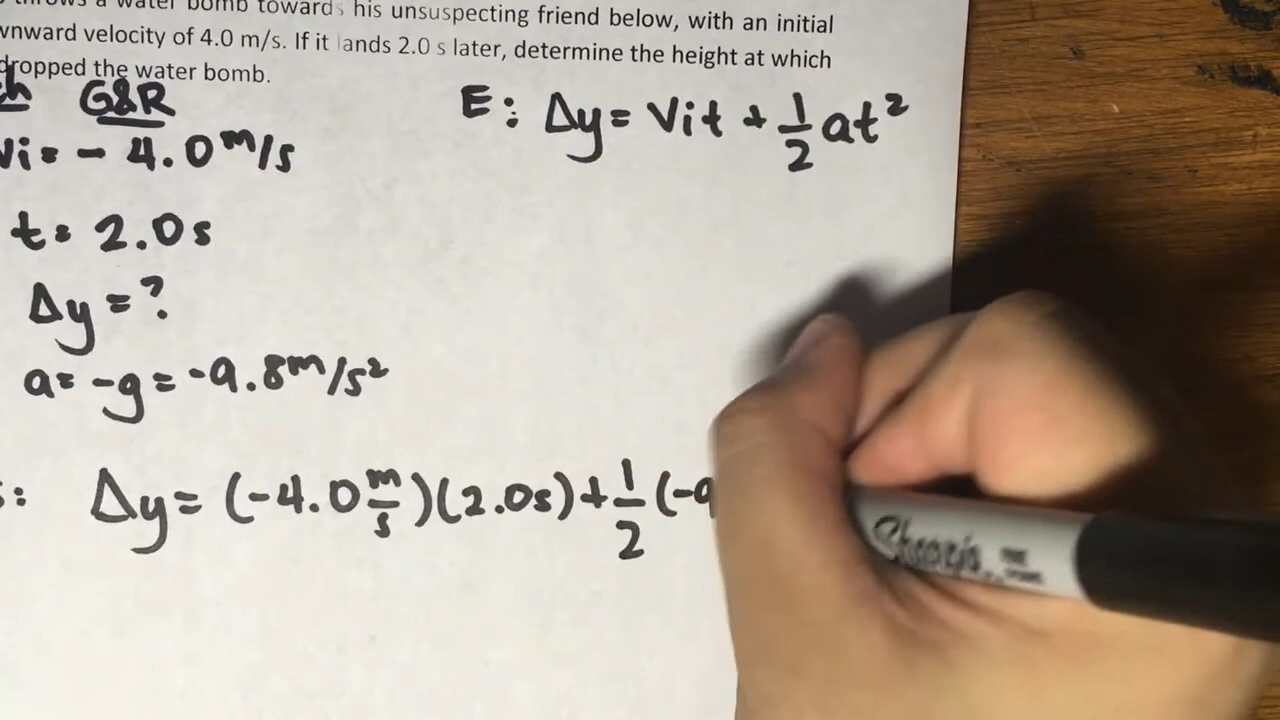 throws a water bomb towards his unsuspecting friend below, with an initial
wnward velocity of 4.0 m/s. If it lands 2.0 s later, determine the height at which
dropped the water bomb.
G&R
Vi = - 4.0 m/s
t = 2.0s
Δy = ?
a = -g = -9.8 m/s²
E: Δy = Vit + 1/2 at²
S: Δy = (-4.0 m/s)(2.0s) + 1/2 (-9
Sharpie